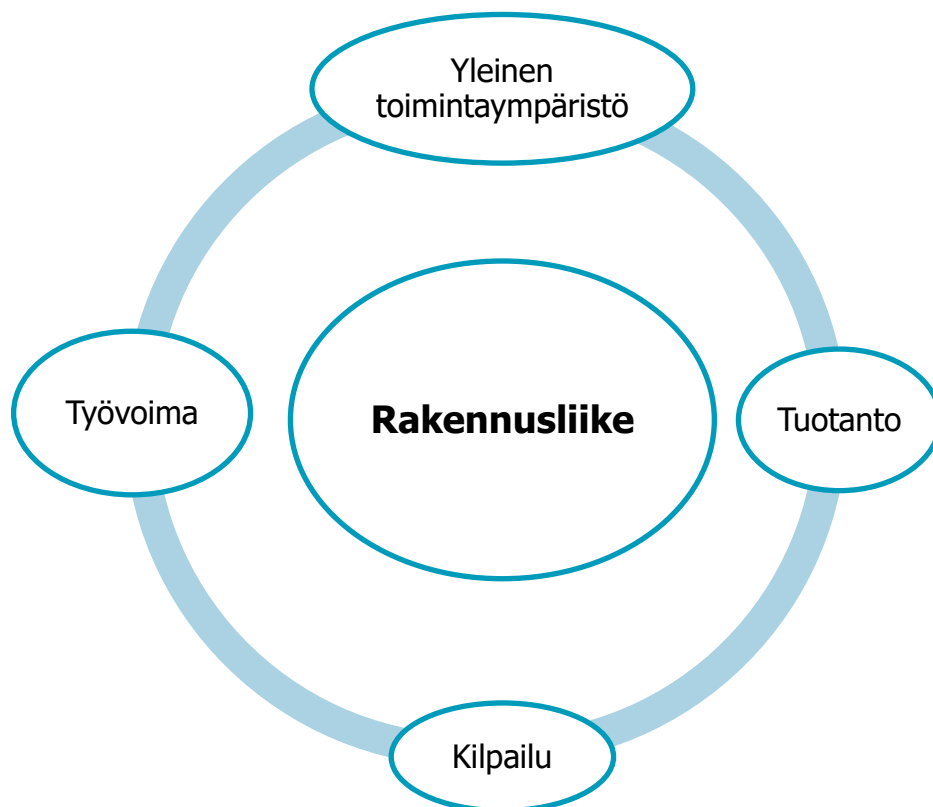 Yleinen
toimintaympäristö
Työvoima
Rakennusliike
Tuotanto
Kilpailu